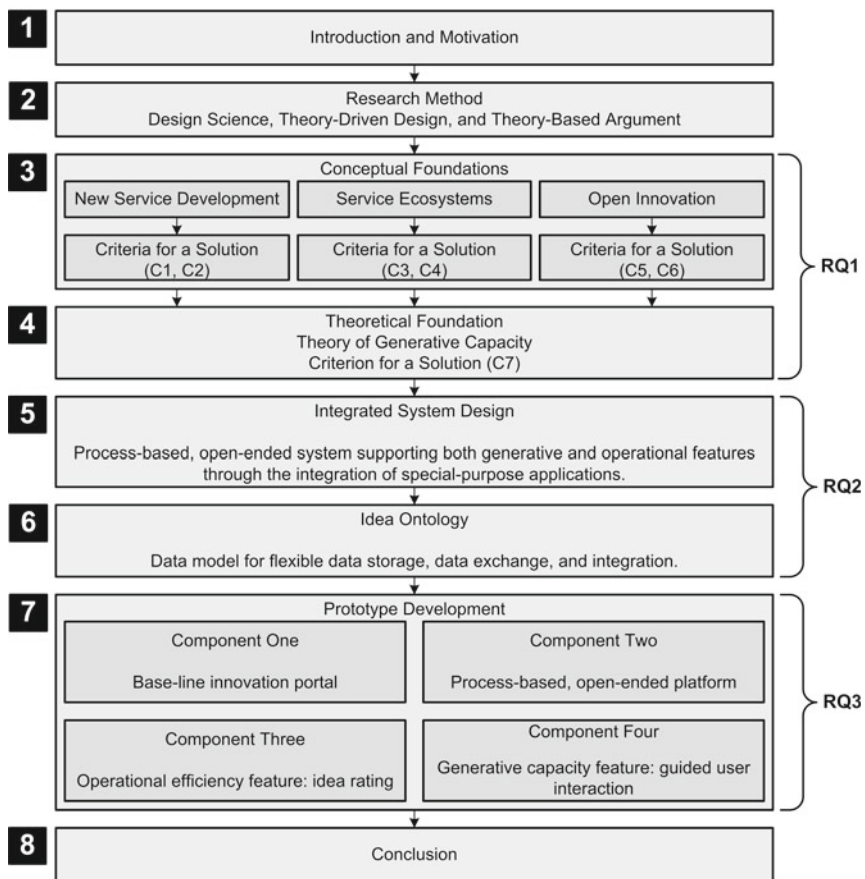 1
Introduction and Motivation
2
Research Method
Design Science, Theory-Driven Design, and Theory-Based Argument
3
Conceptual Foundations
New Service Development
Service Ecosystems
Open Innovation
Criteria for a Solution
(C1, C2)
Criteria for a Solution
(C3, C4)
Criteria for a Solution
(C5, C6)
RQ1
4
Theoretical Foundation
Theory of Generative Capacity
Criterion for a Solution (C7)
5
Integrated System Design
Process-based, open-ended system supporting both generative and operational features
through the integration of special-purpose applications.
RQ2
6
Idea Ontology
Data model for flexible data storage, data exchange, and integration.
7
Prototype Development
Component One
Base-line innovation portal
Component Two
Process-based, open-ended platform
RQ3
Component Three
Operational efficiency feature: idea rating
Component Four
Generative capacity feature: guided user
interaction
8
Conclusion